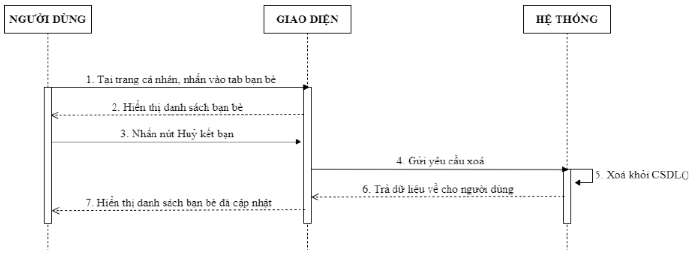 NGƯỜI DÙNG
GIAO DIỆN
HỆ THỐNG
1. Tại trang cá nhân, nhấn vào tab bạn bè
2. Hiển thị danh sách bạn bè
3. Nhấn nút Huỷ kết bạn
4. Gửi yêu cầu xoá
5. Xoá khỏi CSDL()
6. Trả dữ liệu về cho người dùng
7. Hiển thị danh sách bạn bè đã cập nhật